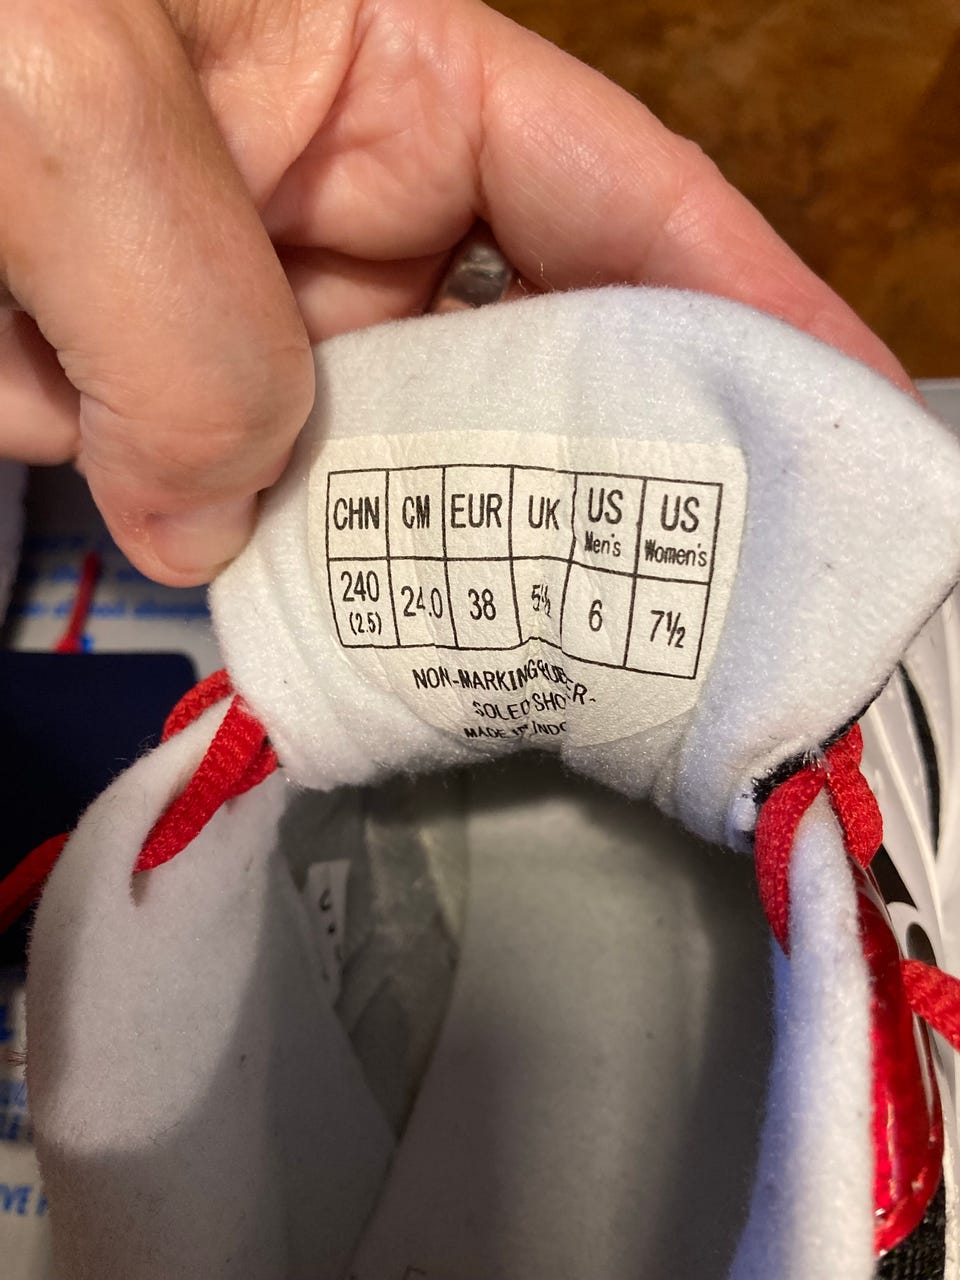 CHN CM EUR UK US Men's US Women's
240 (2.5) 24.0 38 5½ 6 7½
NON-MARKING
SOLED
MADE